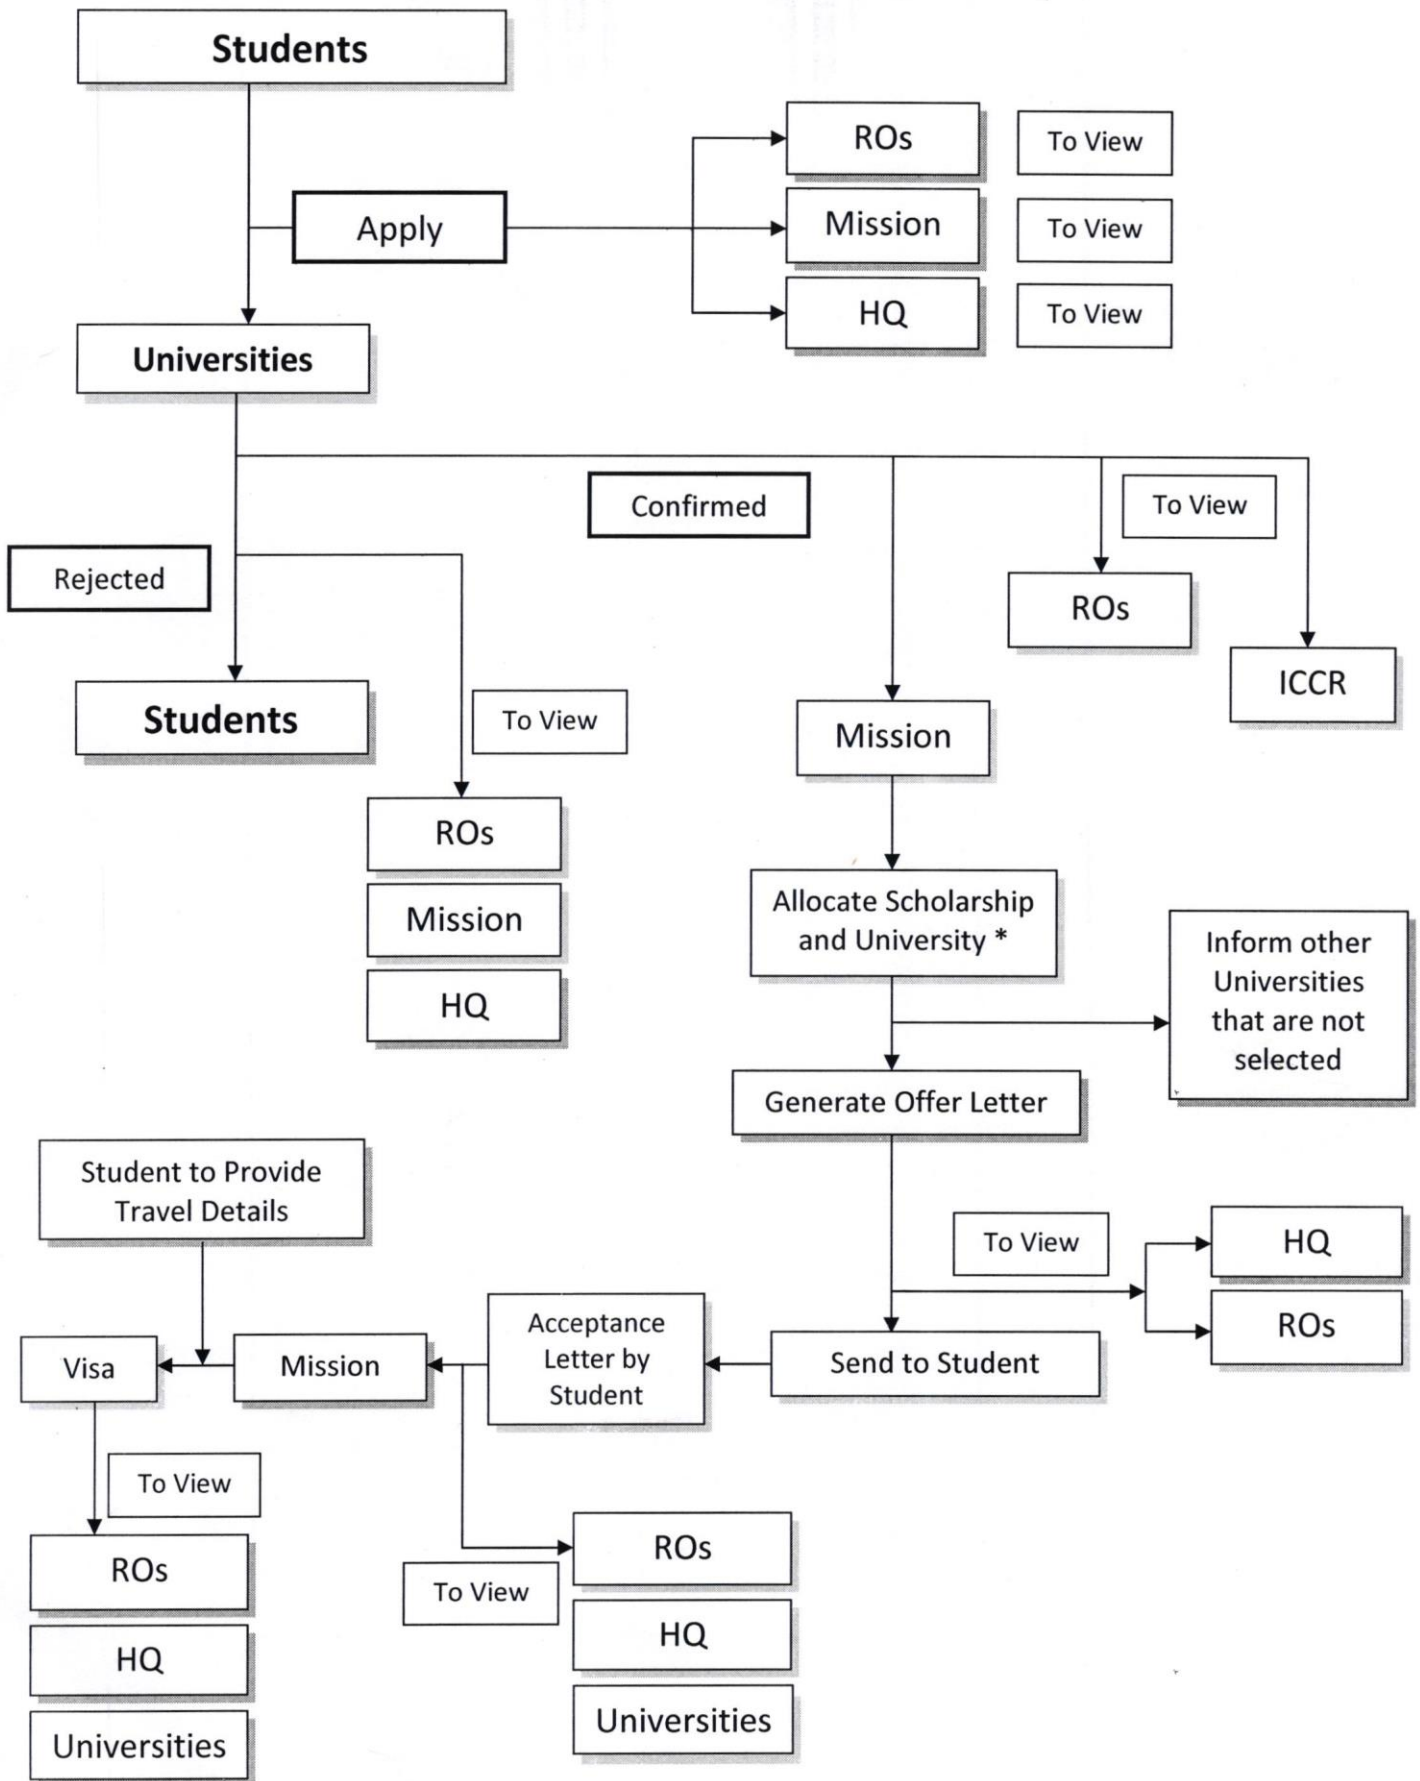 Students
ROs
To View
Apply
Mission
To View
HQ
To View
Universities
Confirmed
To View
Rejected
ROs
ICCR
Students
To View
Mission
ROs
Mission
HQ
Allocate Scholarship
and University *
Inform other
Universities
that are not
selected
Generate Offer Letter
Student to Provide
Travel Details
To View
HQ
ROs
Visa
Mission
Acceptance
Letter by
Student
Send to Student
To View
ROs
HQ
Universities
To View
ROs
HQ
Universities